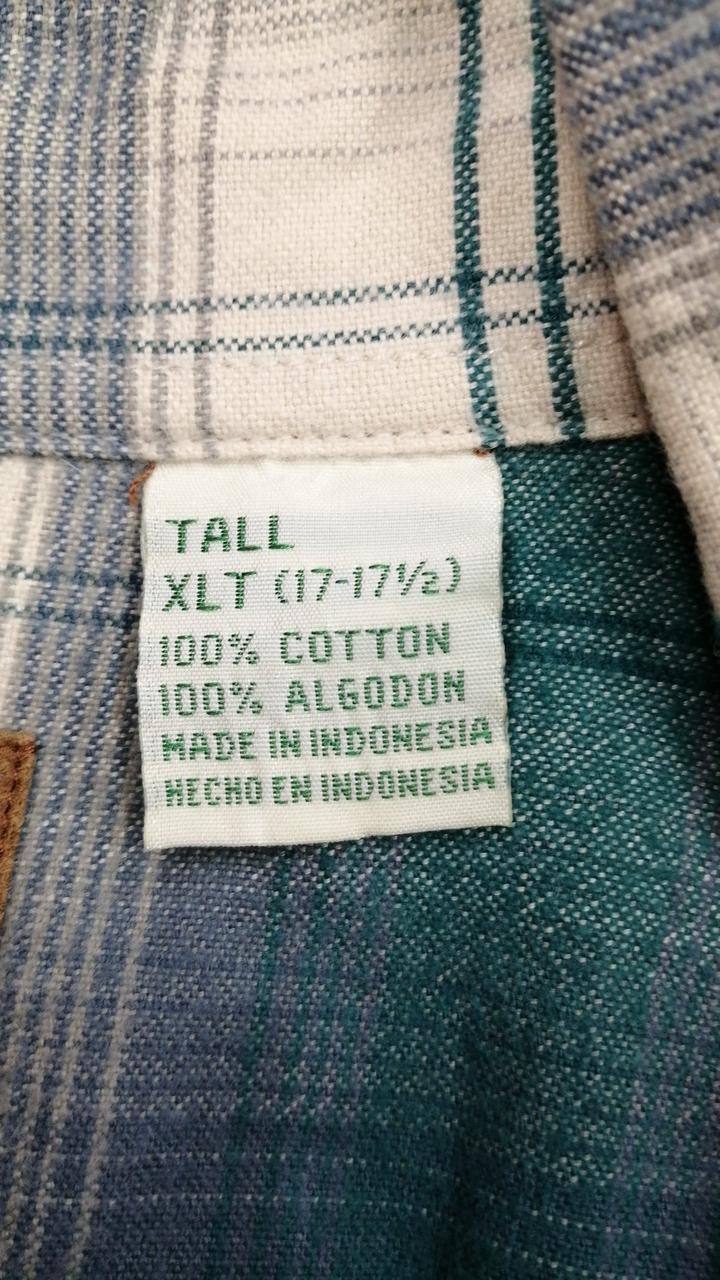 TALL
XLT (17-17½)
100% COTTON
100% ALGODON
MADE IN INDONESIA
HECHO EN INDONESIA